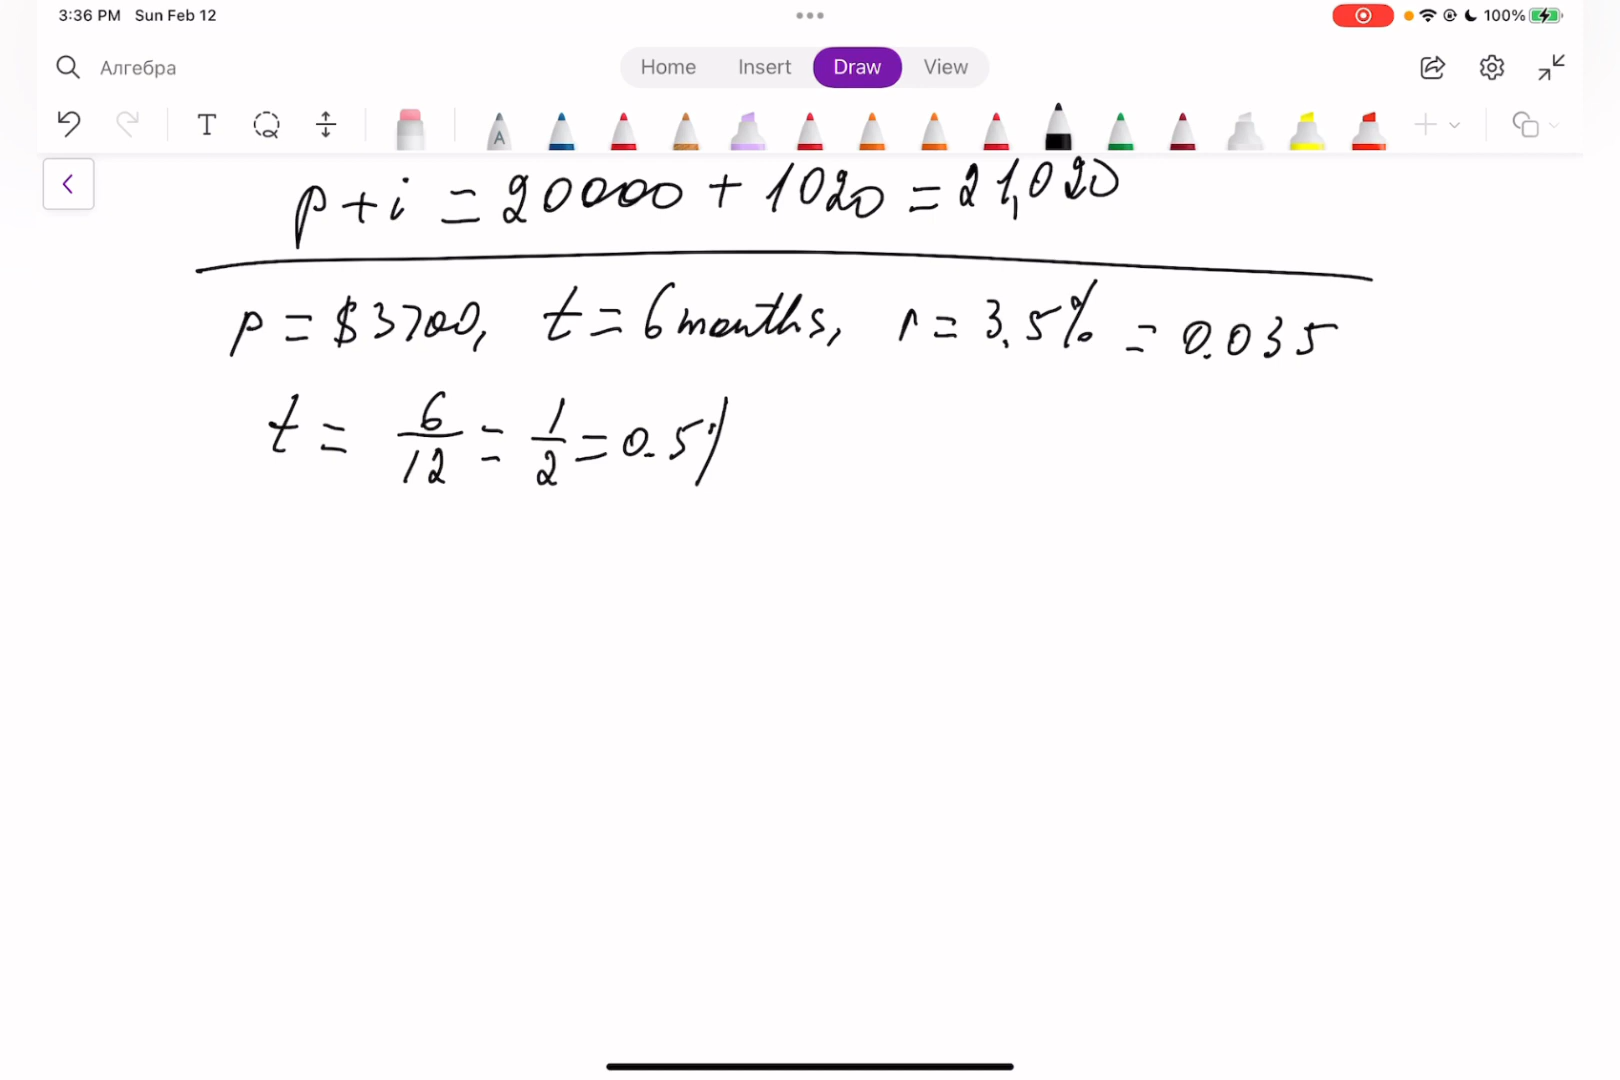 3:36 PM Sun Feb 12
100%
Алгебра
Home Insert Draw View
T
A
p + i = 20000 + 1020 = 21,020
p = $3700, t = 6 months, r = 3.5% = 0.035
t = 6/12 = 1/2 = 0.5